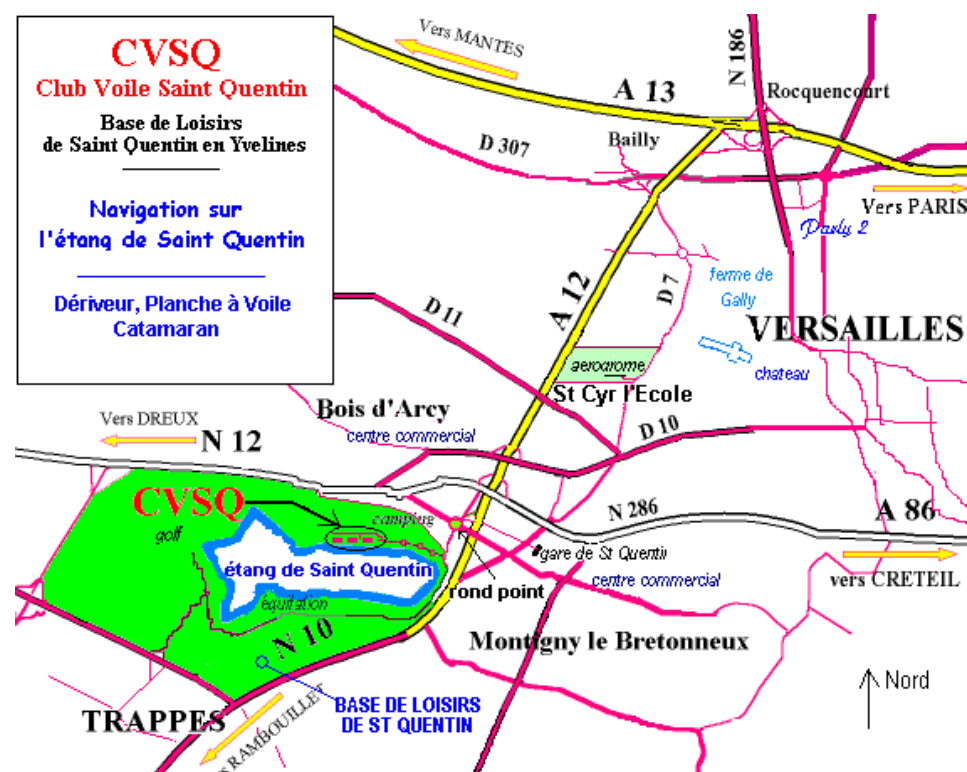 CVSQ
Club Voile Saint Quentin
Base de Loisirs
de Saint Quentin en Yvelines
Navigation sur
l'étang de Saint Quentin
Dériveur, Planche à Voile
Catamaran
Vers MANTES
A 13
N 186
Rocquencourt
D 307
Bailly
Vers PARIS
Parly 2
A 12
D 7
ferme de
Gally
D 11
VERSAILLES
chateau
aerodrome
St Cyr l'Ecole
Bois d'Arcy
centre commercial
D 10
Vers DREUX
N 12
CVSQ
camping
golf
N 286
A 86
gare de St Quentin
étang de Saint Quentin
centre commercial
vers CRETEIL
rond point
équitation
N 10
Montigny le Bretonneux
Nord
TRAPPES
BASE DE LOISIRS
DE ST QUENTIN
RAMBOUILLET